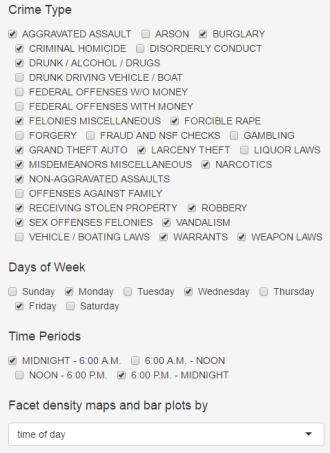 Crime Type
AGGRAVATED ASSAULT ARSON BURGLARY
CRIMINAL HOMICIDE DISORDERLY CONDUCT
DRUNK / ALCOHOL / DRUGS
DRUNK DRIVING VEHICLE / BOAT
FEDERAL OFFENSES W/O MONEY
FEDERAL OFFENSES WITH MONEY
FELONIES MISCELLANEOUS FORCIBLE RAPE
FORGERY FRAUD AND NSF CHECKS GAMBLING
GRAND THEFT AUTO LARCENY THEFT LIQUOR LAWS
MISDEMEANORS MISCELLANEOUS NARCOTICS
NON-AGGRAVATED ASSAULTS
OFFENSES AGAINST FAMILY
RECEIVING STOLEN PROPERTY ROBBERY
SEX OFFENSES FELONIES VANDALISM
VEHICLE / BOATING LAWS WARRANTS WEAPON LAWS
Days of Week
Sunday Monday Tuesday Wednesday Thursday
Friday Saturday
Time Periods
MIDNIGHT - 6:00 A.M. 6:00 A.M. - NOON
NOON - 6:00 P.M. 6:00 P.M. - MIDNIGHT
Facet density maps and bar plots by
time of day